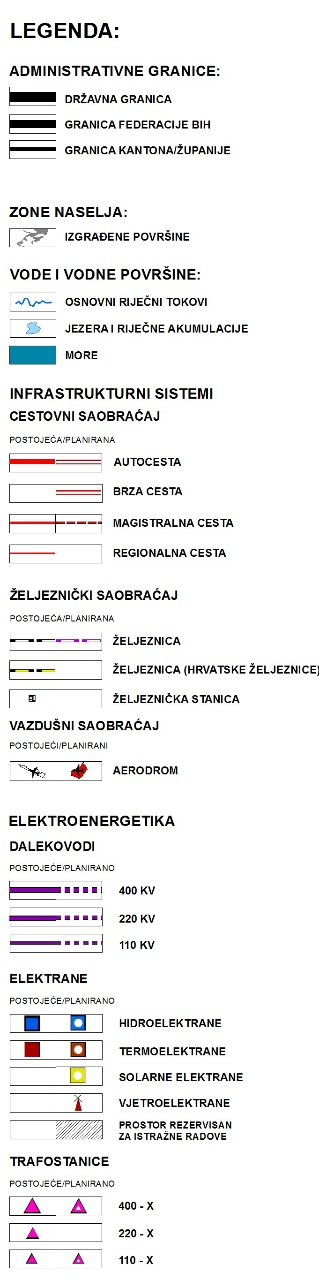 LEGENDA:
ADMINISTRATIVNE GRANICE:
DRŽAVNA GRANICA
GRANICA FEDERACIJE BIH
GRANICA KANTONA/ŽUPANIJE
ZONE NASELJA:
IZGRAĐENE POVRŠINE
VODE I VODNE POVRŠINE:
OSNOVNI RIJEČNI TOKOVI
JEZERA I RIJEČNE AKUMULACIJE
MORE
INFRASTRUKTURNI SISTEMI
CESTOVNI SAOBRAĆAJ
POSTOJEĆA/PLANIRANA
AUTOCESTA
BRZA CESTA
MAGISTRALNA CESTA
REGIONALNA CESTA
ŽELJEZNIČKI SAOBRAĆAJ
POSTOJEĆA/PLANIRANA
ŽELJEZNICA
ŽELJEZNICA (HRVATSKE ŽELJEZNICE)
ŽELJEZNIČKA STANICA
VAZDUŠNI SAOBRAĆAJ
POSTOJEĆI/PLANIRANI
AERODROM
ELEKTROENERGETIKA
DALEKOVODI
POSTOJEĆE/PLANIRANO
400 KV
220 KV
110 KV
ELEKTRANE
POSTOJEĆE/PLANIRANO
HIDROELEKTRANE
TERMOELEKTRANE
SOLARNE ELEKTRANE
VJETROELEKTRANE
PROSTOR REZERVISAN
ZA ISTRAŽNE RADOVE
TRAFOSTANICE
POSTOJEĆE/PLANIRANO
400 - X
220 - X
110 - X